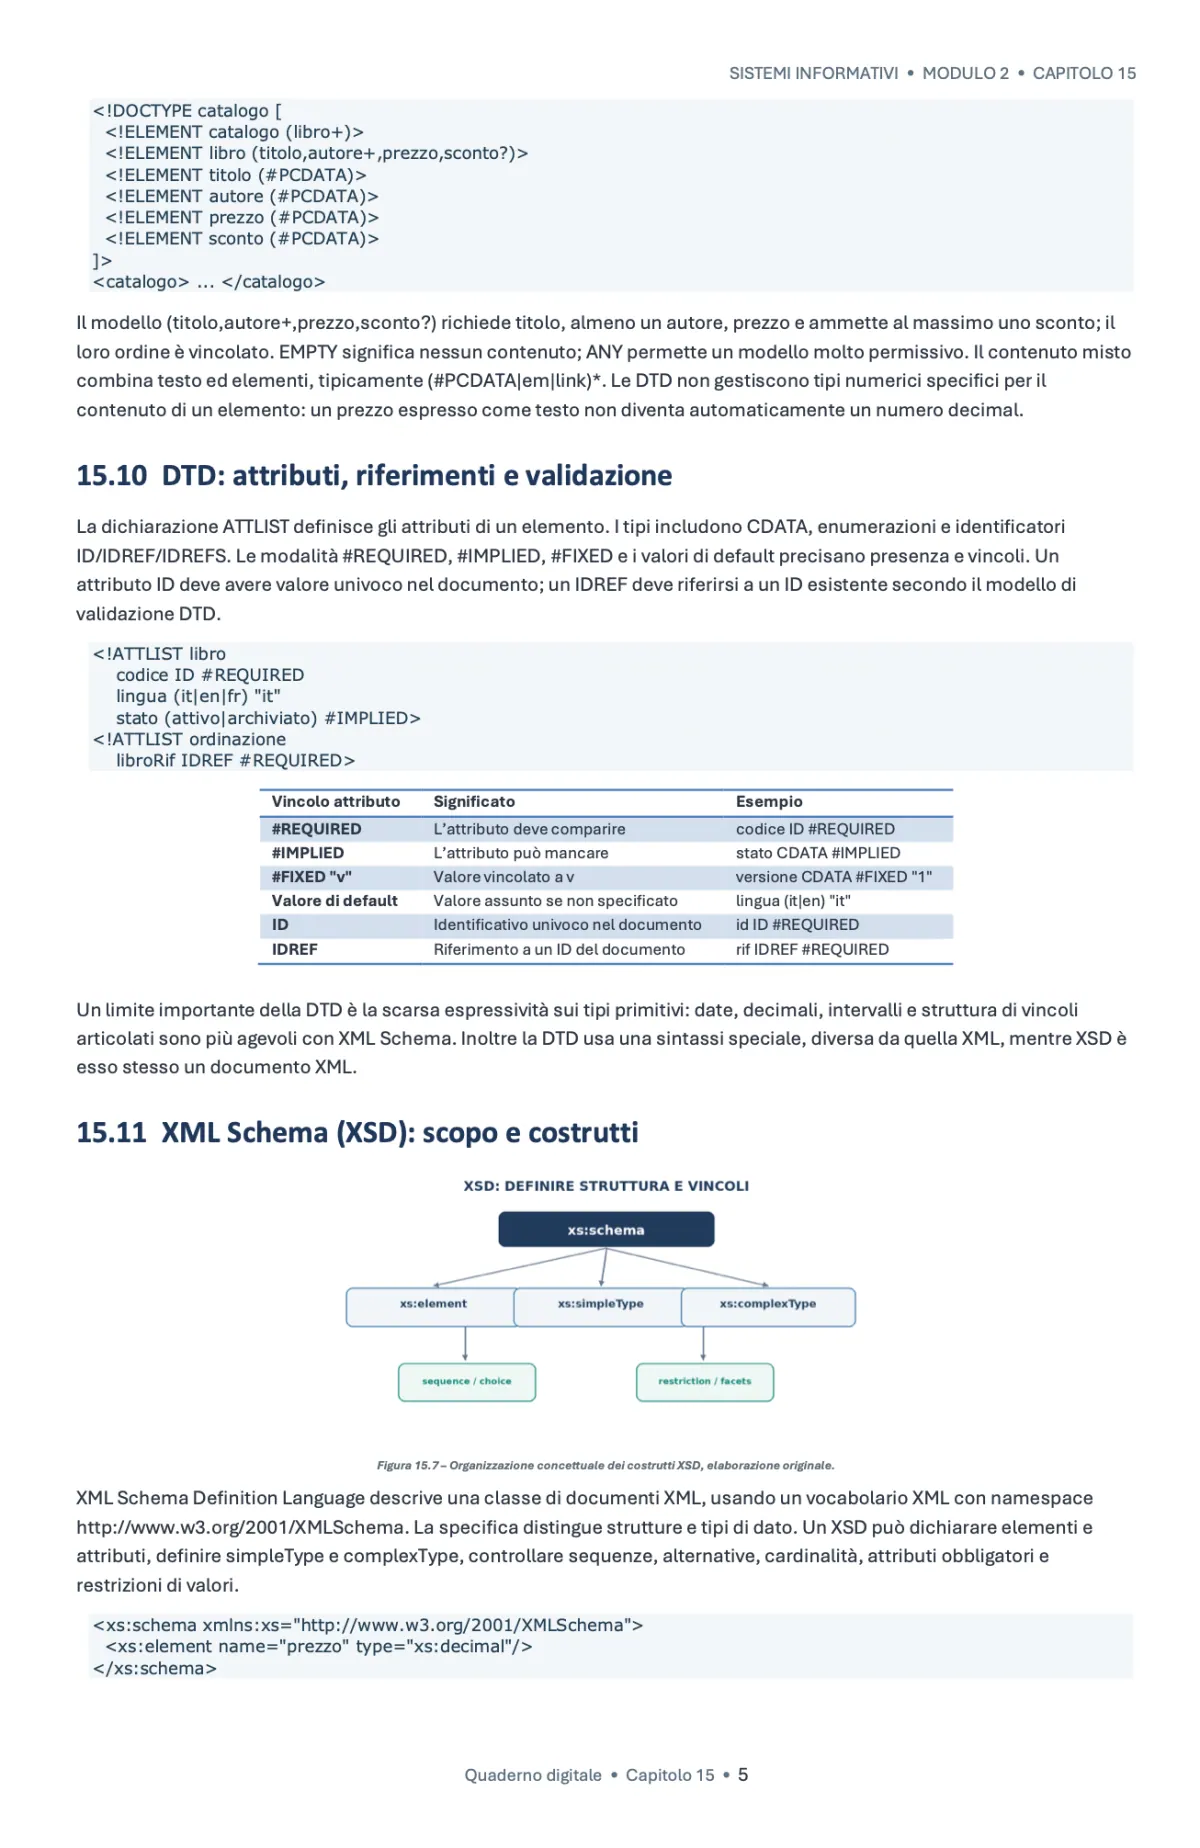 SISTEMI INFORMATIVI • MODULO 2 • CAPITOLO 15
<!DOCTYPE catalogo [
<!ELEMENT catalogo (libro+)>
<!ELEMENT libro (titolo,autore+,prezzo,sconto?)>
<!ELEMENT titolo (#PCDATA)>
<!ELEMENT autore (#PCDATA)>
<!ELEMENT prezzo (#PCDATA)>
<!ELEMENT sconto (#PCDATA)>
]>
<catalogo> ... </catalogo>
Il modello (titolo,autore+,prezzo,sconto?) richiede titolo, almeno un autore, prezzo e ammette al massimo uno sconto; il
loro ordine è vincolato. EMPTY significa nessun contenuto; ANY permette un modello molto permissivo. Il contenuto misto
combina testo ed elementi, tipicamente (#PCDATA|em|link)*. Le DTD non gestiscono tipi numerici specifici per il
contenuto di un elemento: un prezzo espresso come testo non diventa automaticamente un numero decimal.
15.10 DTD: attributi, riferimenti e validazione
La dichiarazione ATTLIST definisce gli attributi di un elemento. I tipi includono CDATA, enumerazioni e identificatori
ID/IDREF/IDREFS. Le modalità #REQUIRED, #IMPLIED, #FIXED e i valori di default precisano presenza e vincoli. Un
attributo ID deve avere valore univoco nel documento; un IDREF deve riferirsi a un ID esistente secondo il modello di
validazione DTD.
<!ATTLIST libro
codice ID #REQUIRED
lingua (it|en|fr) "it"
stato (attivo|archiviato) #IMPLIED>
<!ATTLIST ordinazione
libroRif IDREF #REQUIRED>
Vincolo attributo Significato Esempio
#REQUIRED L'attributo deve comparire codice ID #REQUIRED
#IMPLIED L'attributo può mancare stato CDATA #IMPLIED
#FIXED "v" Valore vincolato a v versione CDATA #FIXED "1"
Valore di default Valore assunto se non specificato lingua (it|en) "it"
ID Identificativo univoco nel documento id ID #REQUIRED
IDREF Riferimento a un ID del documento rif IDREF #REQUIRED
Un limite importante della DTD è la scarsa espressività sui tipi primitivi: date, decimali, intervalli e struttura di vincoli
articolati sono più agevoli con XML Schema. Inoltre la DTD usa una sintassi speciale, diversa da quella XML, mentre XSD è
esso stesso un documento XML.
15.11 XML Schema (XSD): scopo e costrutti
XSD: DEFINIRE STRUTTURA E VINCOLI
xs:schema
xs:element xs:simpleType xs:complexType
sequence / choice restriction / facets
Figura 15.7 – Organizzazione concettuale dei costrutti XSD, elaborazione originale.
XML Schema Definition Language descrive una classe di documenti XML, usando un vocabolario XML con namespace
http://www.w3.org/2001/XMLSchema. La specifica distingue strutture e tipi di dato. Un XSD può dichiarare elementi e
attributi, definire simpleType e complexType, controllare sequenze, alternative, cardinalità, attributi obbligatori e
restrizioni di valori.
<xs:schema xmlns:xs="http://www.w3.org/2001/XMLSchema">
<xs:element name="prezzo" type="xs:decimal"/>
</xs:schema>
Quaderno digitale • Capitolo 15 • 5